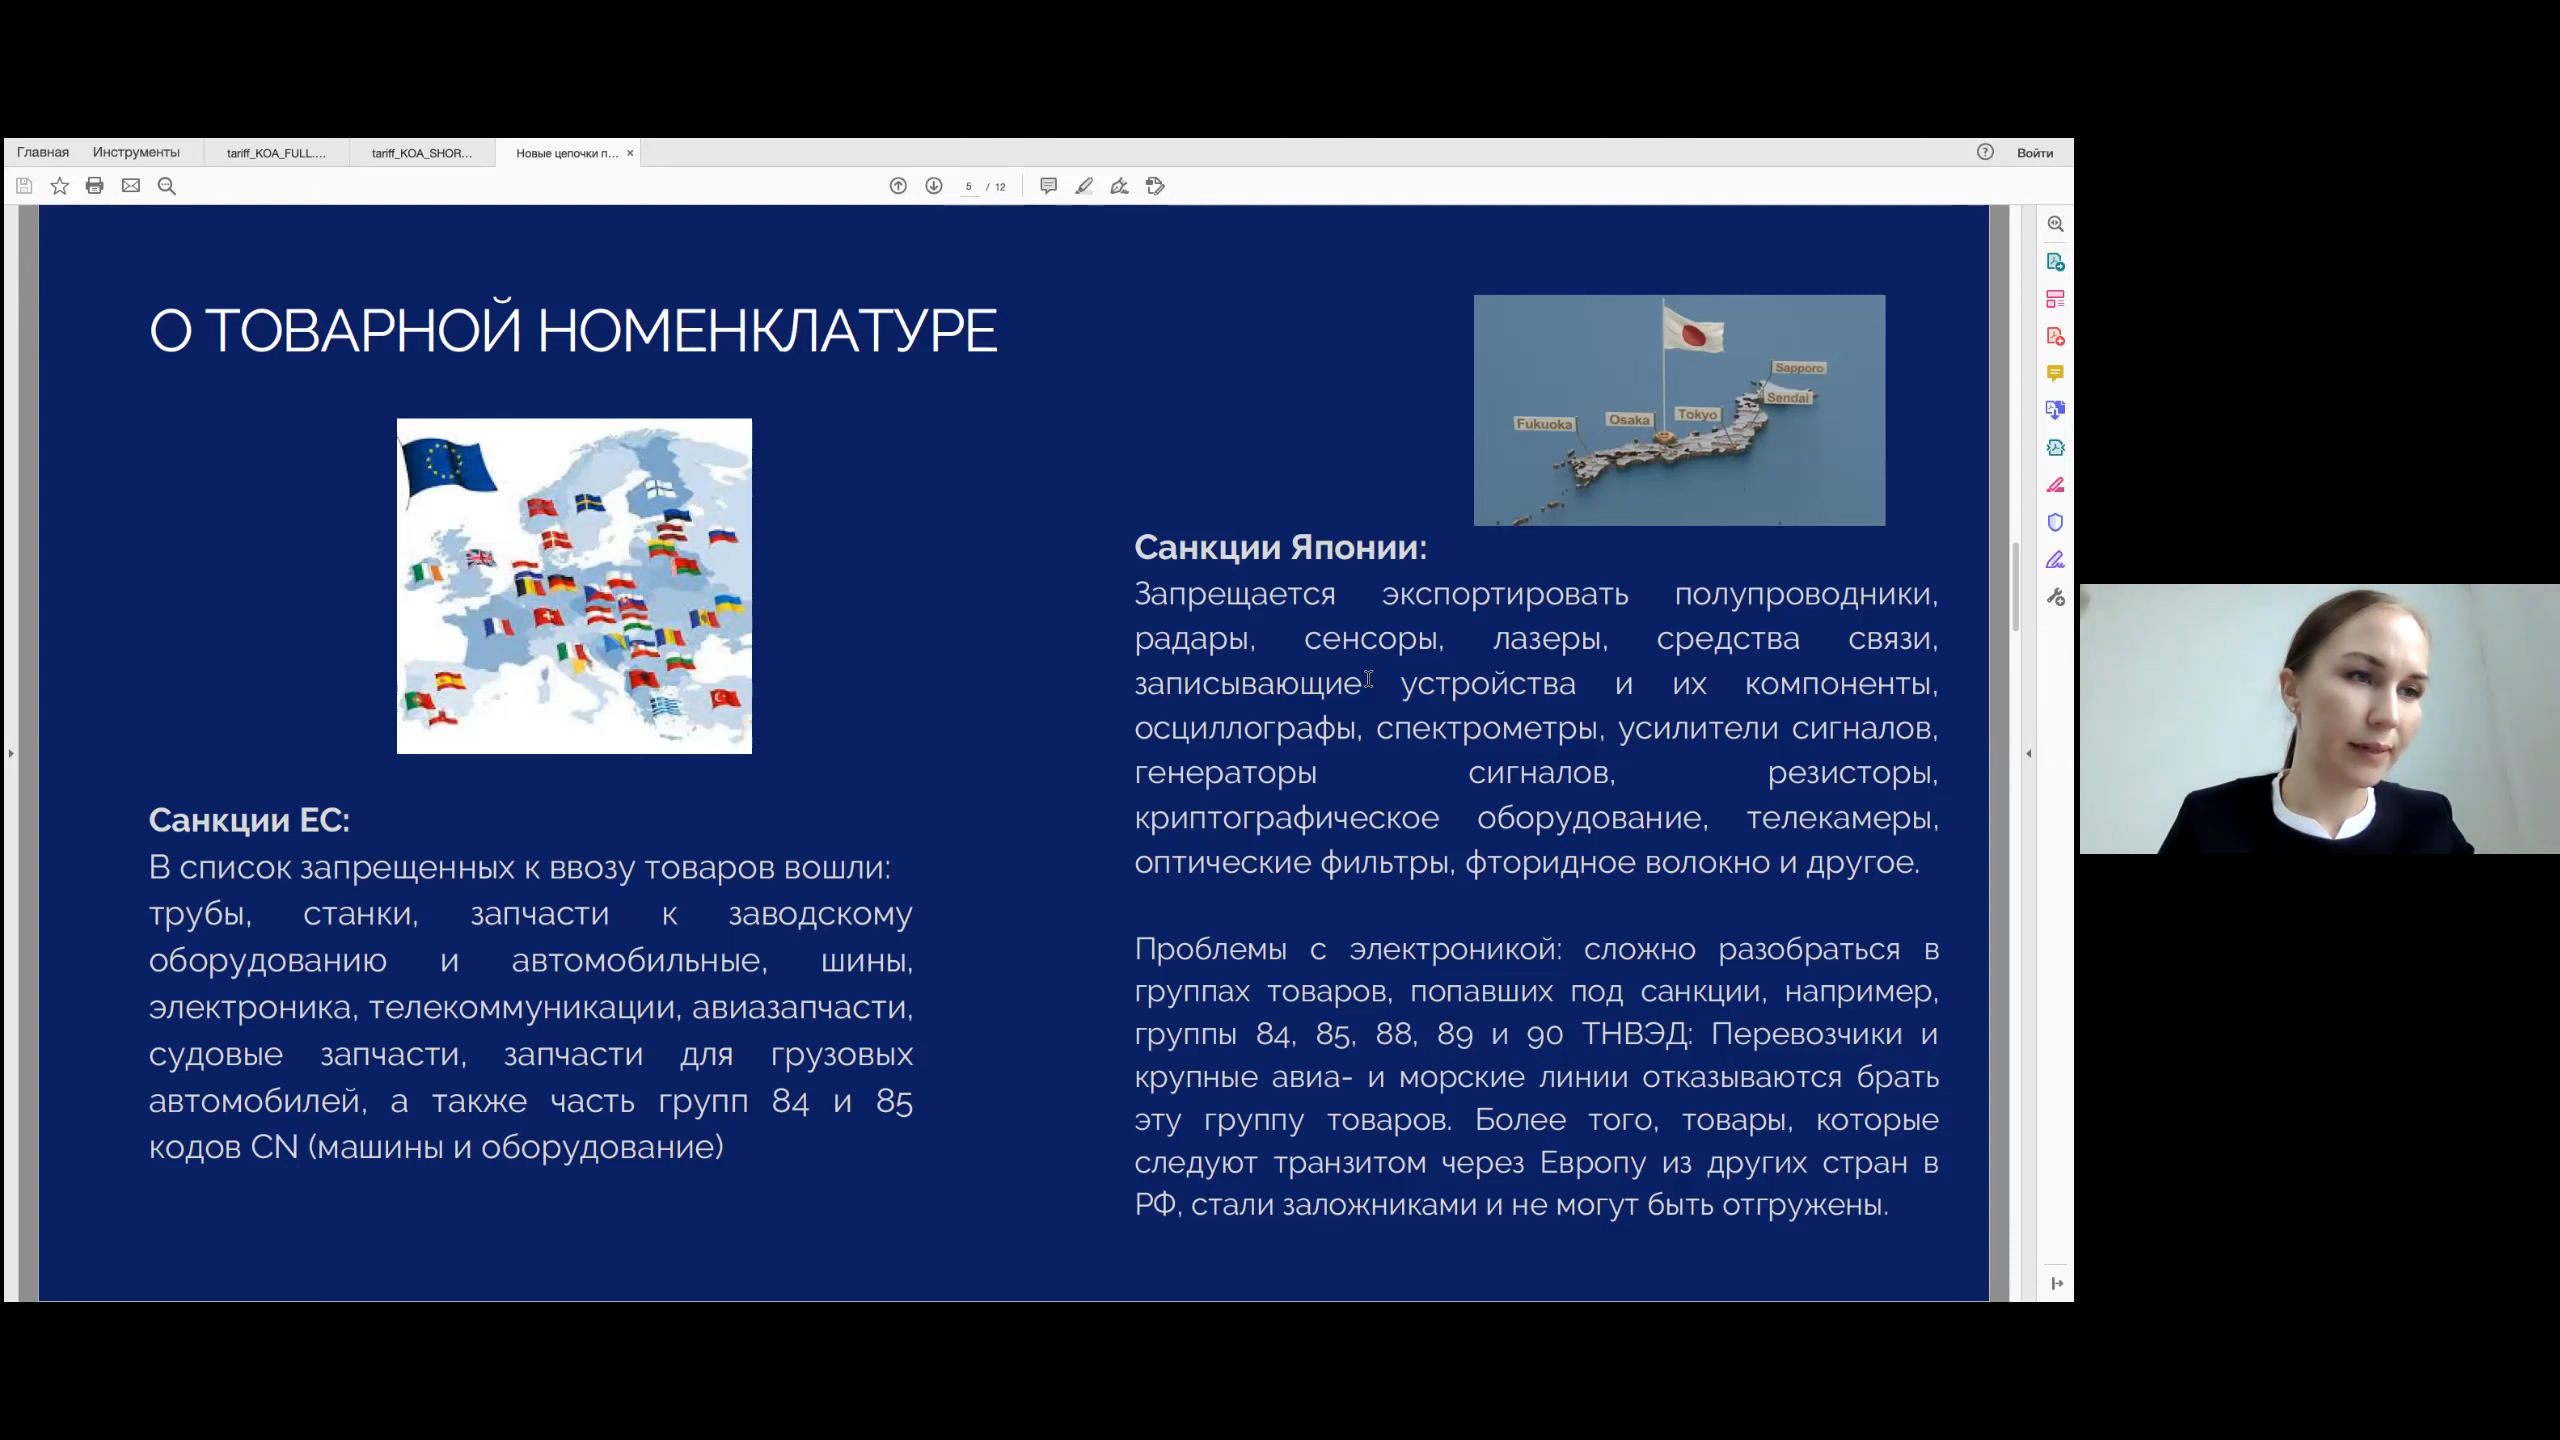 Главная Инструменты tariff_KOA_FULL.... tariff_KOA_SHOR... Новые цепочки п... × Войти
5 / 12
О ТОВАРНОЙ НОМЕНКЛАТУРЕ
Санкции ЕС:
В список запрещенных к ввозу товаров вошли:
трубы, станки, запчасти к заводскому
оборудованию и автомобильные, шины,
электроника, телекоммуникации, авиазапчасти,
судовые запчасти, запчасти для грузовых
автомобилей, а также часть групп 84 и 85
кодов CN (машины и оборудование)
Sapporo
Sendai
Tokyo
Osaka
Fukuoka
Санкции Японии:
Запрещается экспортировать полупроводники,
радары, сенсоры, лазеры, средства связи,
записывающие устройства и их компоненты,
осциллографы, спектрометры, усилители сигналов,
генераторы сигналов, резисторы,
криптографическое оборудование, телекамеры,
оптические фильтры, фторидное волокно и другое.
Проблемы с электроникой: сложно разобраться в
группах товаров, попавших под санкции, например,
группы 84, 85, 88, 89 и 90 ТНВЭД: Перевозчики и
крупные авиа- и морские линии отказываются брать
эту группу товаров. Более того, товары, которые
следуют транзитом через Европу из других стран в
РФ, стали заложниками и не могут быть отгружены.